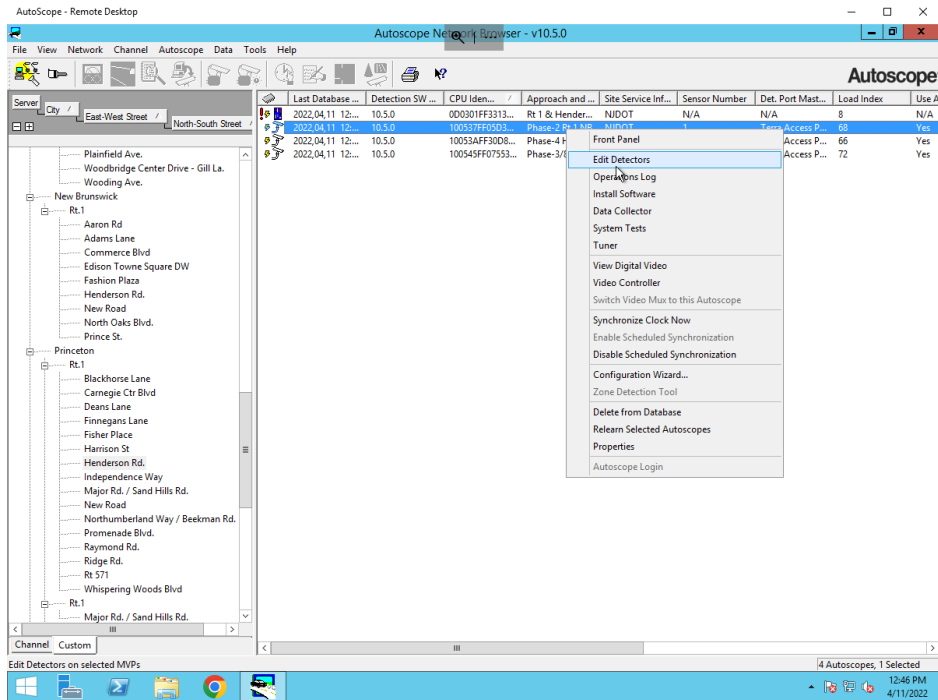 AutoScope - Remote Desktop
Autoscope Network Browser - v10.5.0
File View Network Channel Autoscope Data Tools Help
Autoscope
Server City / East-West Street / North-South Street /
Last Database ... Detection SW ... CPU Iden... / Approach and ... Site Service Inf... Sensor Number Det. Port Mast... Load Index Use A
2022,04,11 12:... 10.5.0 0D0301FF3313... Rt 1 & Hender... NJDOT N/A N/A 8 N/A
2022,04,11 12:... 10.5.0 100537FF05D3... Phase-2 Rt 1 NB NJDOT 1 Terra Access P... 68 Yes
2022,04,11 12:... 10.5.0 10053AFF30D8... Phase-4 H Access P... 66 Yes
2022,04,11 12:... 10.5.0 100545FF07553... Phase-3/8 Access P... 72 Yes
Plainfield Ave.
Woodbridge Center Drive - Gill La.
Wooding Ave.
New Brunswick
Rt.1
Aaron Rd
Adams Lane
Commerce Blvd
Edison Towne Square DW
Fashion Plaza
Henderson Rd.
New Road
North Oaks Blvd.
Prince St.
Princeton
Rt.1
Blackhorse Lane
Carnegie Ctr Blvd
Deans Lane
Finnegans Lane
Fisher Place
Harrison St
Henderson Rd.
Independence Way
Major Rd. / Sand Hills Rd.
New Road
Northumberland Way / Beekman Rd.
Promenade Blvd.
Raymond Rd.
Ridge Rd.
Rt 571
Whispering Woods Blvd
Rt.1
Major Rd. / Sand Hills Rd.
Front Panel
Edit Detectors
Operations Log
Install Software
Data Collector
System Tests
Tuner
View Digital Video
Video Controller
Switch Video Mux to this Autoscope
Synchronize Clock Now
Enable Scheduled Synchronization
Disable Scheduled Synchronization
Configuration Wizard...
Zone Detection Tool
Delete from Database
Relearn Selected Autoscopes
Properties
Autoscope Login
Channel Custom
Edit Detectors on selected MVPs
4 Autoscopes, 1 Selected
12:46 PM
4/11/2022